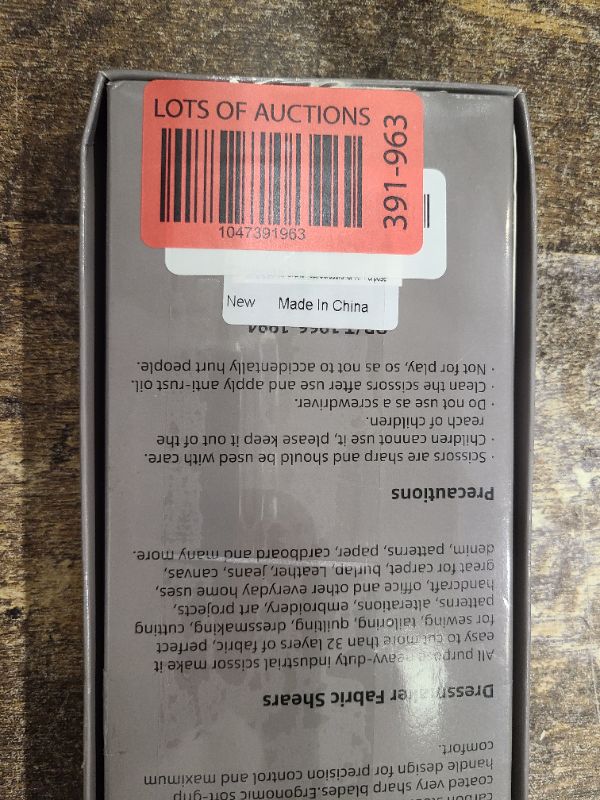 LOTS OF AUCTIONS
391-963
1047391963
New Made In China
carbon
coated very sharp blades.Ergonomic soft-grip
handle design for precision control and maximum
comfort.
Dressmaker Fabric Shears
All purpose heavy-duty industrial scissor make it
easy to cut more than 32 layers of fabric, perfect
for sewing, tailoring, quilting, dressmaking, cutting
patterns, alterations, embroidery, art projects,
handcraft, office and other everyday home uses,
great for carpet, burlap, Leather, jeans, canvas,
denim, patterns, paper, cardboard and many more.
Precautions
· Scissors are sharp and should be used with care.
· Children cannot use it, please keep it out of the
reach of children.
· Do not use as a screwdriver.
· Clean the scissors after use and apply anti-rust oil.
· Not for play, so as not to accidentally hurt people.